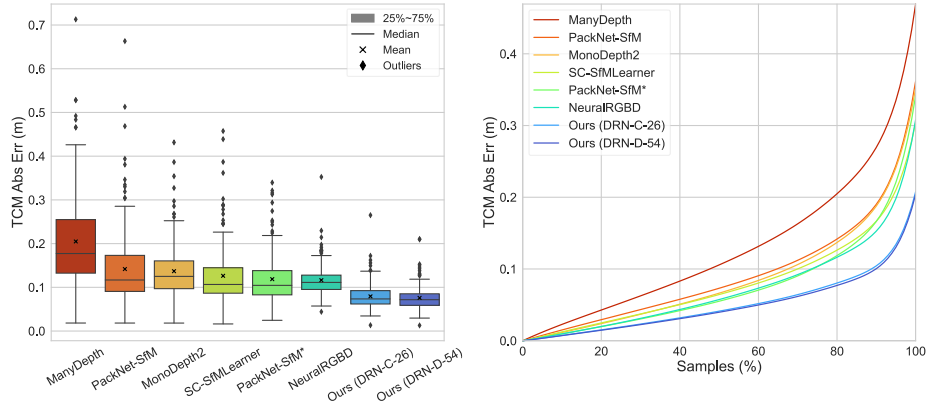 0.7
0.6
0.5
0.4
0.3
0.2
0.1
0.0
TCM Abs Err (m)
25%~75%
Median
Mean
Outliers
ManyDepth
PackNet-SfM
MonoDepth2
SC-SfMLearner
PackNet-SfM*
NeuralRGBD
Ours (DRN-C-26)
Ours (DRN-D-54)
0.4
0.3
0.2
0.1
0.0
TCM Abs Err (m)
ManyDepth
PackNet-SfM
MonoDepth2
SC-SfMLearner
PackNet-SfM*
NeuralRGBD
Ours (DRN-C-26)
Ours (DRN-D-54)
0
20
40
60
80
100
Samples (%)